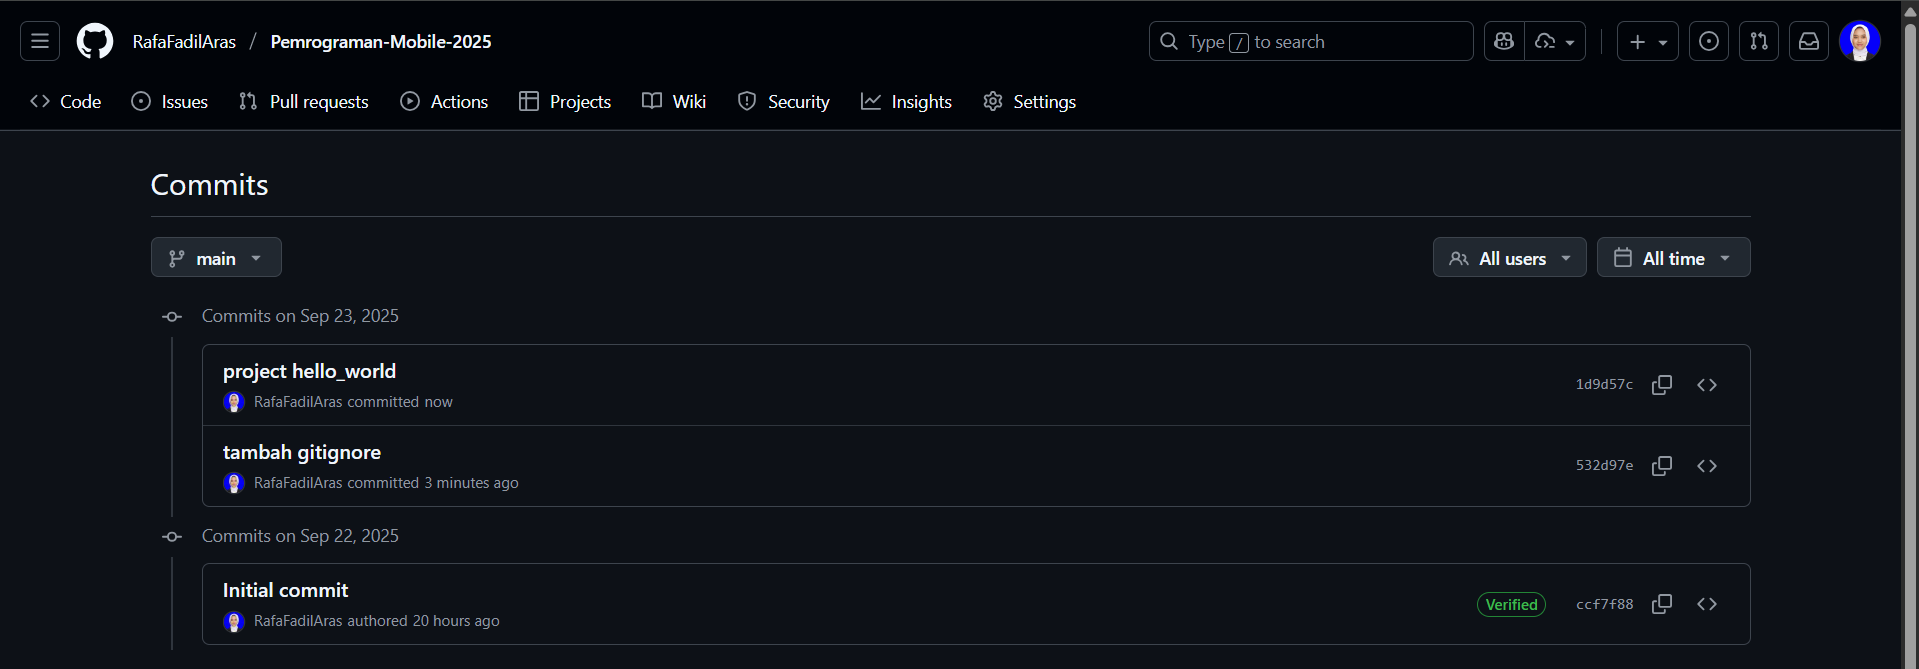 RafaFadilAras / Pemrograman-Mobile-2025
Type / to search
Code Issues Pull requests Actions Projects Wiki Security Insights Settings
Commits
main
All users All time
Commits on Sep 23, 2025
project hello_world
1d9d57c
RafaFadilAras committed now
tambah gitignore
532d97e
RafaFadilAras committed 3 minutes ago
Commits on Sep 22, 2025
Initial commit
Verified ccf7f88
RafaFadilAras authored 20 hours ago